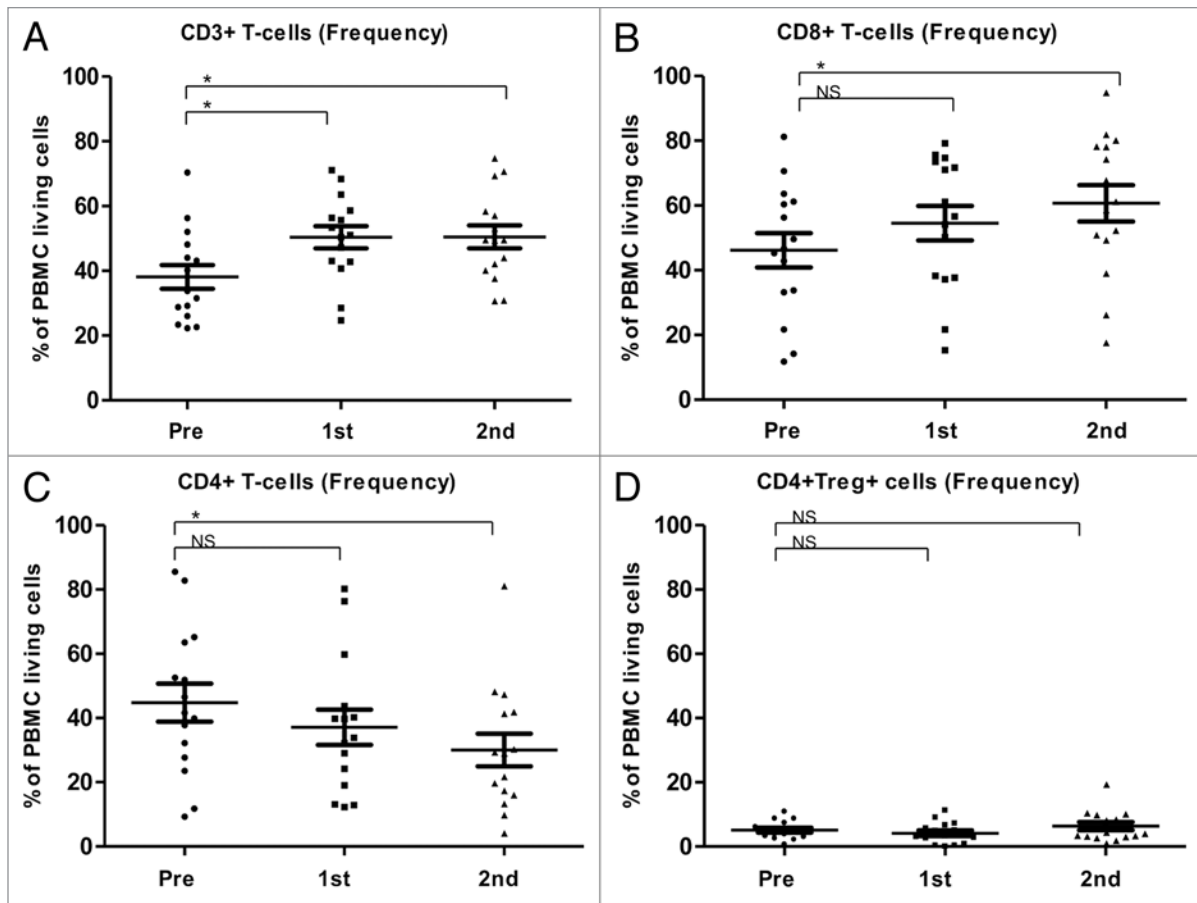 A
CD3+ T-cells (Frequency)
% of PBMC living cells
100
80
60
40
20
0
*
*
Pre 1st 2nd
B
CD8+ T-cells (Frequency)
% of PBMC living cells
100
80
60
40
20
0
*
NS
Pre 1st 2nd
C
CD4+ T-cells (Frequency)
% of PBMC living cells
100
80
60
40
20
0
*
NS
Pre 1st 2nd
D
CD4+Treg+ cells (Frequency)
% of PBMC living cells
100
80
60
40
20
0
NS
NS
Pre 1st 2nd